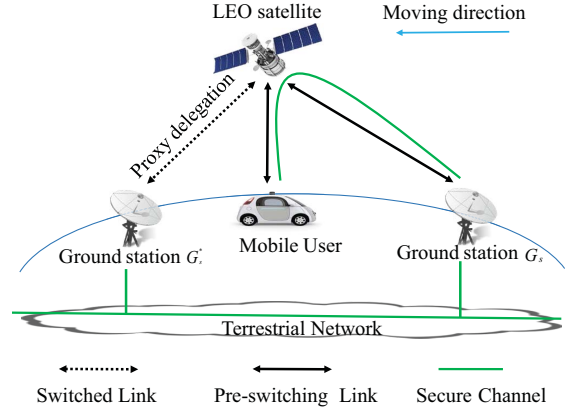 LEO satellite
Moving direction
Proxy delegation
Mobile User
Ground station G*s
Ground station Gs
Terrestrial Network
Switched Link
Pre-switching Link
Secure Channel